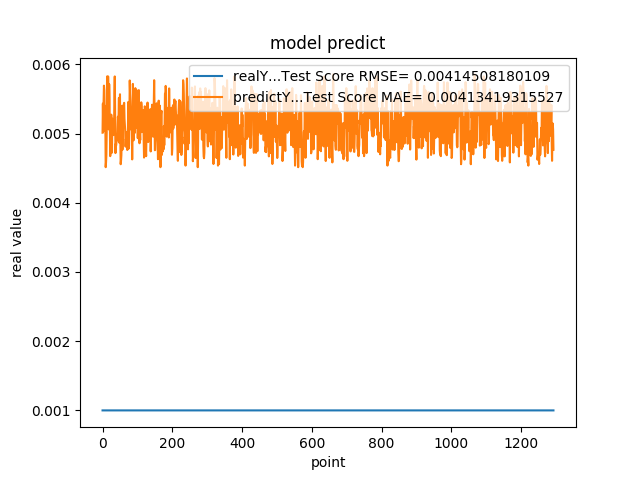 model predict
realY...Test Score RMSE= 0.00414508180109
predictY...Test Score MAE= 0.00413419315527
0.006
0.005
0.004
0.003
0.002
0.001
real value
0 200 400 600 800 1000 1200
point